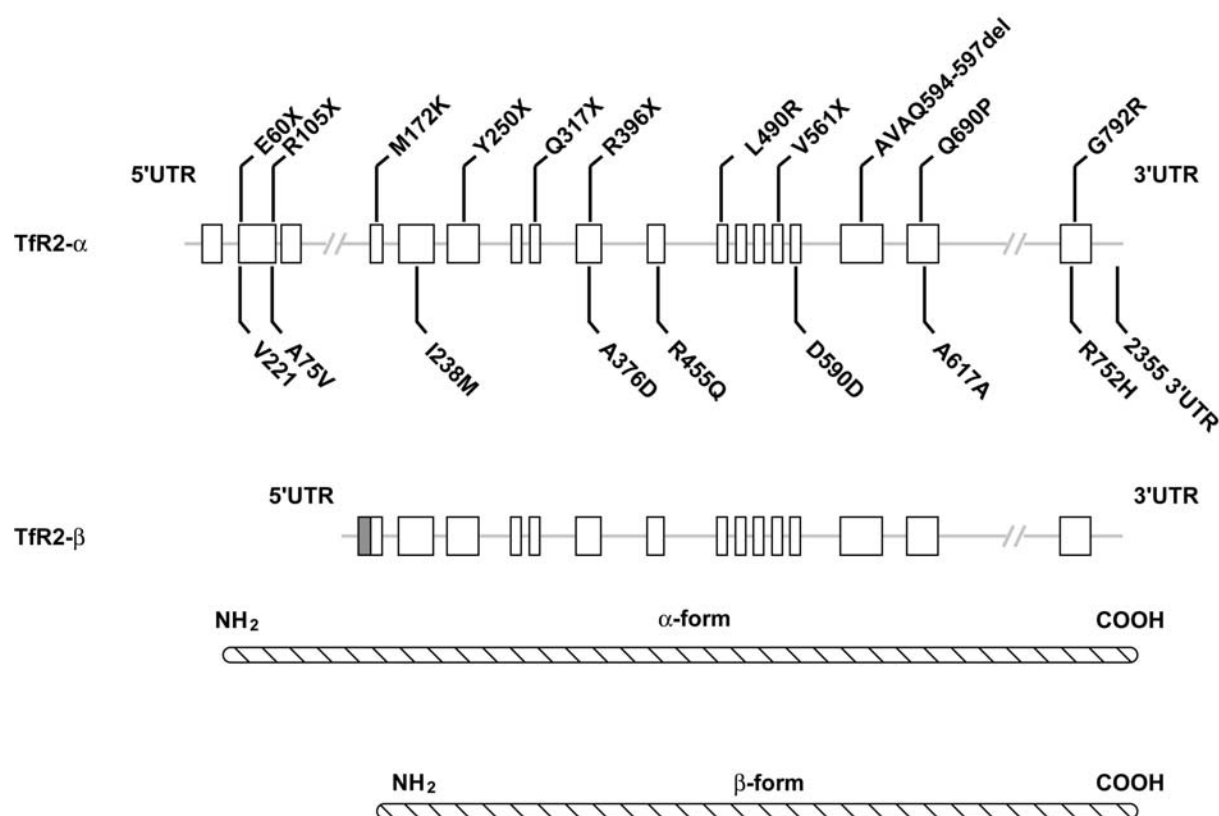 E60X
R105X
M172K
Y250X
Q317X
R396X
L490R
V561X
AVAQ594-597del
Q690P
G792R
5'UTR
3'UTR
TfR2-α
V221
A75V
I238M
A376D
R455Q
D590D
A617A
R752H
2355 3'UTR
5'UTR
3'UTR
TfR2-β
NH2
α-form
COOH
NH2
β-form
COOH